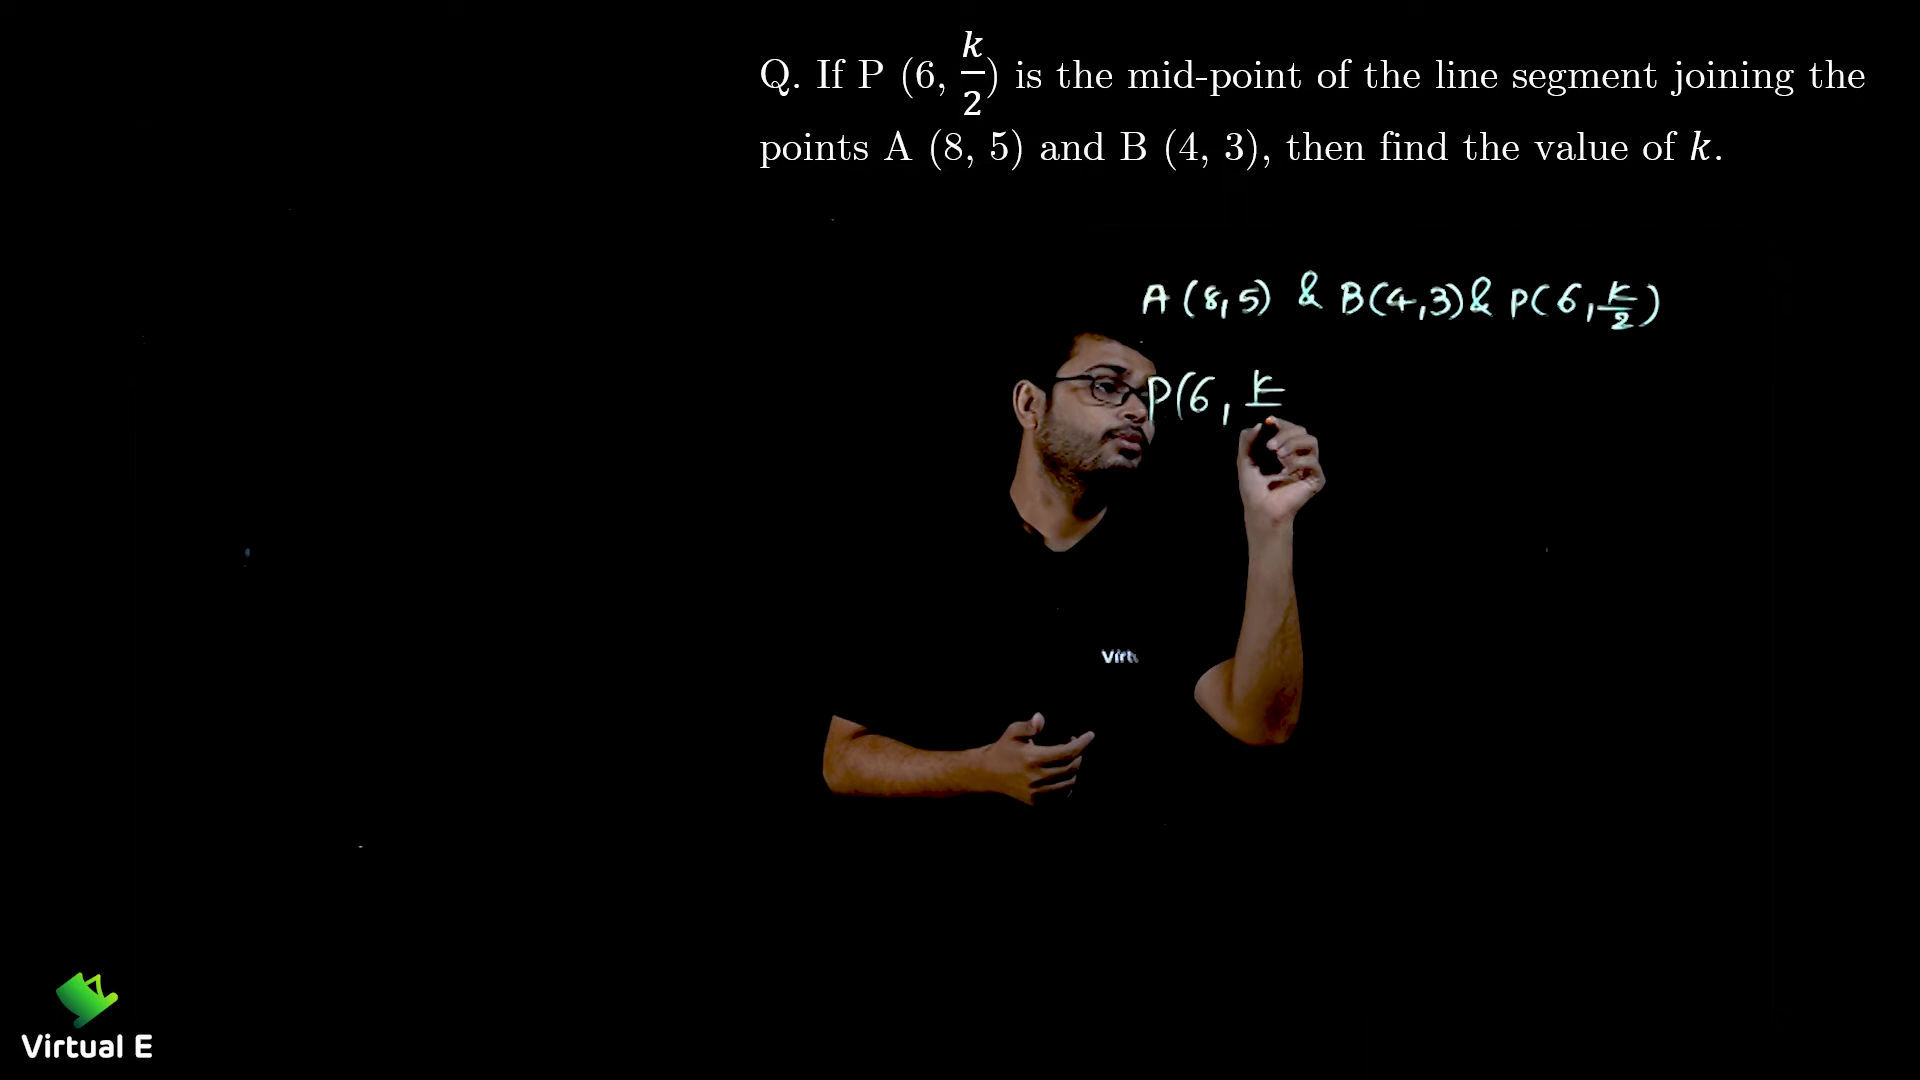 Q. If P (6, k/2) is the mid-point of the line segment joining the
points A (8, 5) and B (4, 3), then find the value of k.
A (8,5) & B(4,3) & P(6, k/2)
P(6, k
Virtu
Virtual E